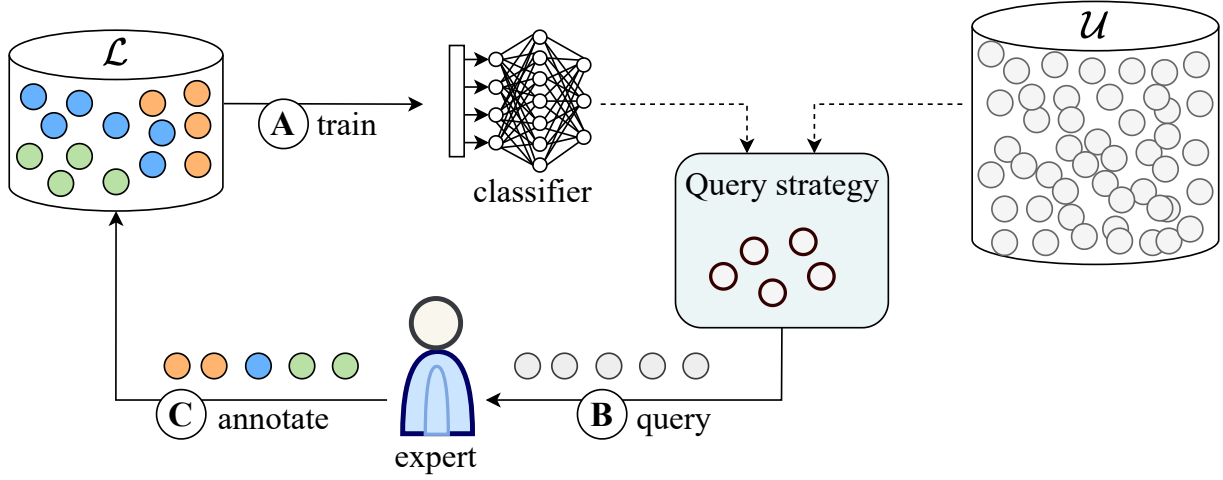 ℒ
𝒰
A train
classifier
Query strategy
C annotate
B query
expert